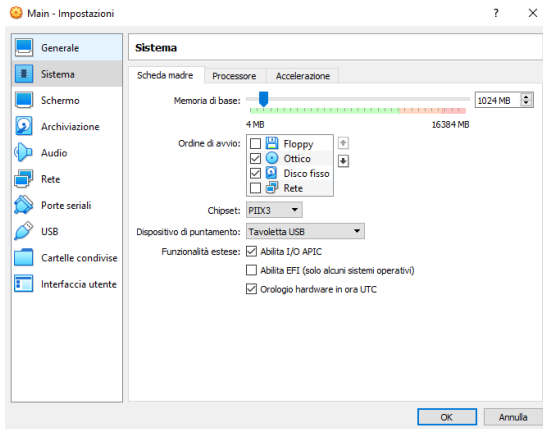 Main - Impostazioni
Generale
Sistema
Schermo
Archiviazione
Audio
Rete
Porte seriali
USB
Cartelle condivise
Interfaccia utente
Sistema
Scheda madre Processore Accelerazione
Memoria di base: 1024 MB
4 MB 16384 MB
Ordine di avvio: Floppy
Ottico
Disco fisso
Rete
Chipset: PIIX3
Dispositivo di puntamento: Tavoletta USB
Funzionalità estese: Abilita I/O APIC
Abilita EFI (solo alcuni sistemi operativi)
Orologio hardware in ora UTC
OK Annulla